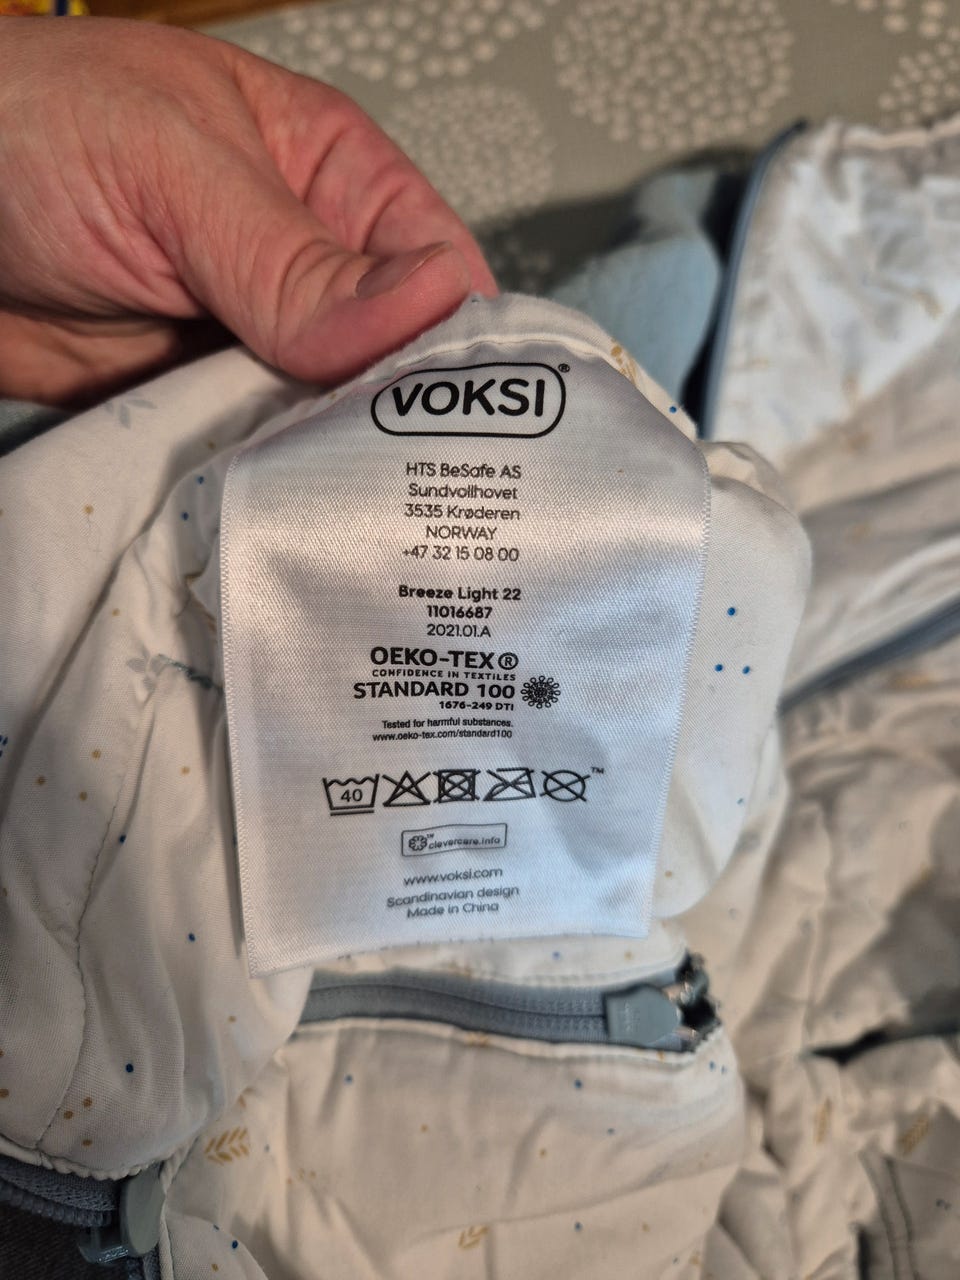 VOKSI®
HTS BeSafe AS
Sundvollhovet
3535 Krøderen
NORWAY
+47 32 15 08 00
Breeze Light 22
11016687
2021.01.A
OEKO-TEX®
CONFIDENCE IN TEXTILES
STANDARD 100
1676-249 DTI
Tested for harmful substances.
www.oeko-tex.com/standard100
40 ™
™ clevercare.info
www.voksi.com
Scandinavian design
Made in China